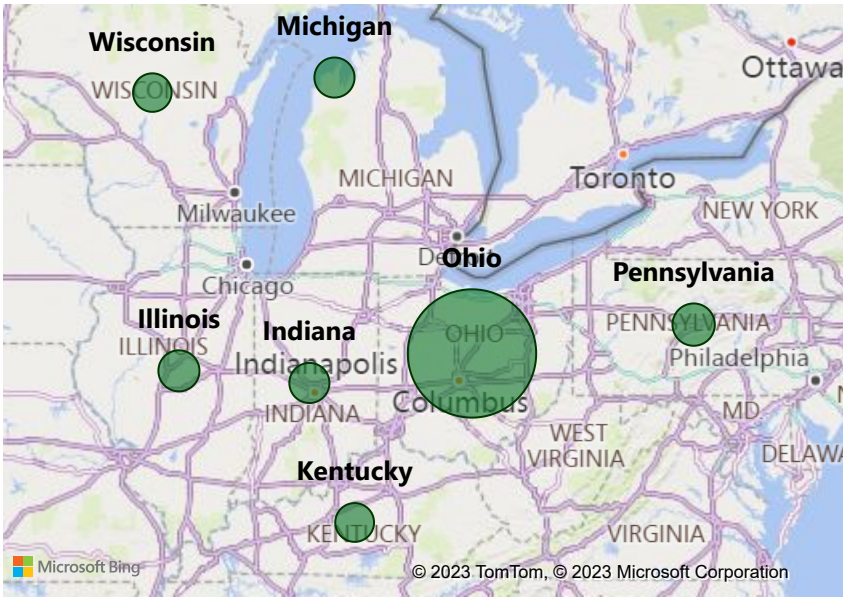 Michigan
Wisconsin
WISCONSIN
Ottawa
MICHIGAN
Toronto
Milwaukee
NEW YORK
Ohio
Chicago
Pennsylvania
Illinois
Indiana
ILLINOIS
OHIO
PENNSYLVANIA
Indianapolis
Philadelphia
Columbus
INDIANA
MD
WEST
VIRGINIA
DELAWA
Kentucky
KENTUCKY
VIRGINIA
Microsoft Bing
© 2023 TomTom, © 2023 Microsoft Corporation